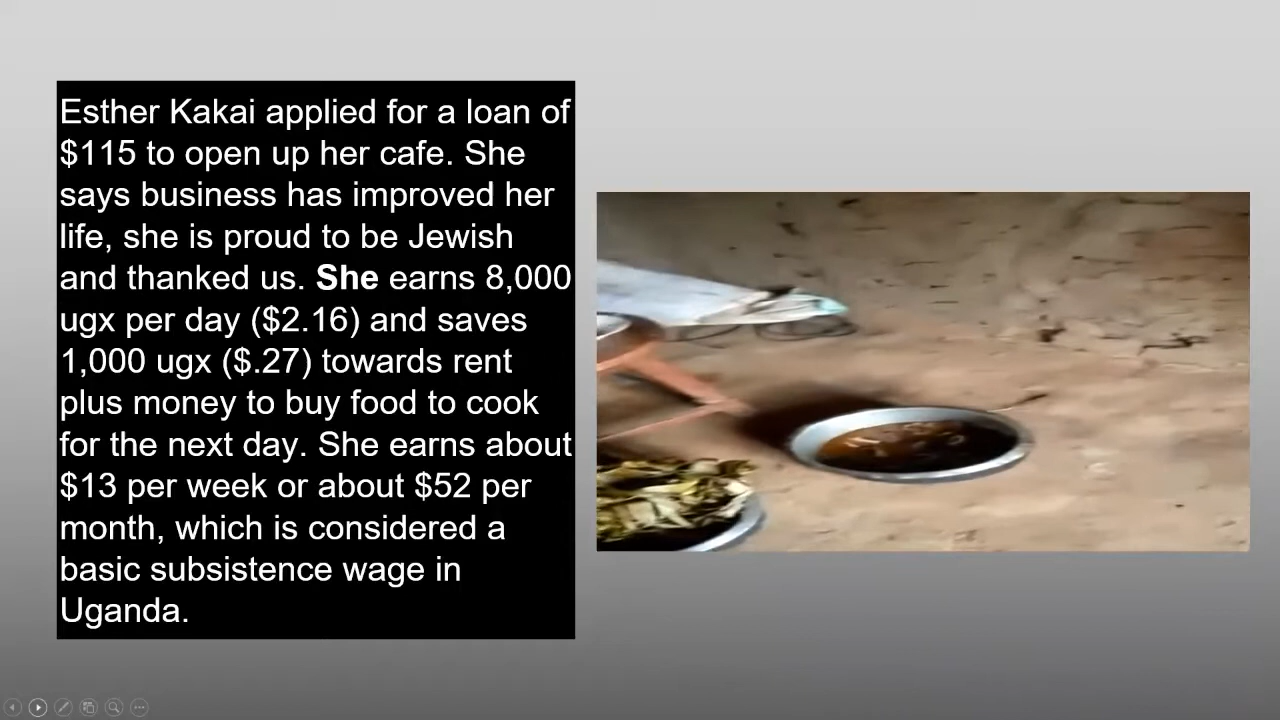 Esther Kakai applied for a loan of
$115 to open up her cafe. She
says business has improved her
life, she is proud to be Jewish
and thanked us. She earns 8,000
ugx per day ($2.16) and saves
1,000 ugx ($.27) towards rent
plus money to buy food to cook
for the next day. She earns about
$13 per week or about $52 per
month, which is considered a
basic subsistence wage in
Uganda.